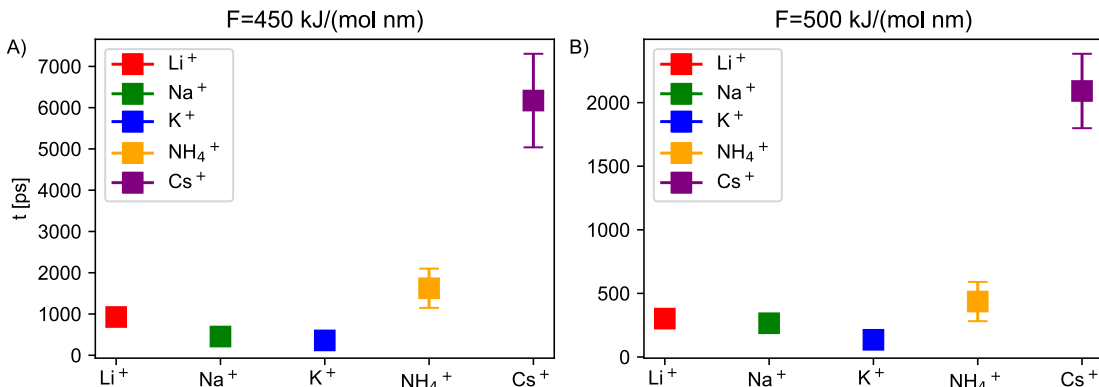 F=450 kJ/(mol nm)
A)
t [ps]
7000
6000
5000
4000
3000
2000
1000
0
Li⁺
Na⁺
K⁺
NH₄⁺
Cs⁺
Li⁺ Na⁺ K⁺ NH₄⁺ Cs⁺
F=500 kJ/(mol nm)
B)
2000
1500
1000
500
0
Li⁺
Na⁺
K⁺
NH₄⁺
Cs⁺
Li⁺ Na⁺ K⁺ NH₄⁺ Cs⁺